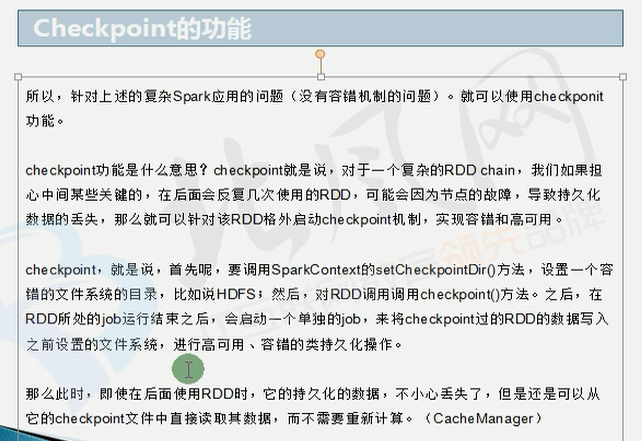 Checkpoint的功能
所以，针对上述的复杂Spark应用的问题（没有容错机制的问题）。就可以使用checkponit
功能。
checkpoint功能是什么意思？checkpoint就是说，对于一个复杂的RDD chain，我们如果担
心中间某些关键的，在后面会反复几次使用的RDD，可能会因为节点的故障，导致持久化
数据的丢失，那么就可以针对该RDD格外启动checkpoint机制，实现容错和高可用。
checkpoint，就是说，首先呢，要调用SparkContext的setCheckpointDir()方法，设置一个容
错的文件系统的目录，比如说HDFS；然后，对RDD调用调用checkpoint()方法。之后，在
RDD所处的job运行结束之后，会启动一个单独的job，来将checkpoint过的RDD的数据写入
之前设置的文件系统，进行高可用、容错的类持久化操作。
那么此时，即使在后面使用RDD时，它的持久化的数据，不小心丢失了，但是还是可以从
它的checkpoint文件中直接读取其数据，而不需要重新计算。（CacheManager）
北风网
领先品牌